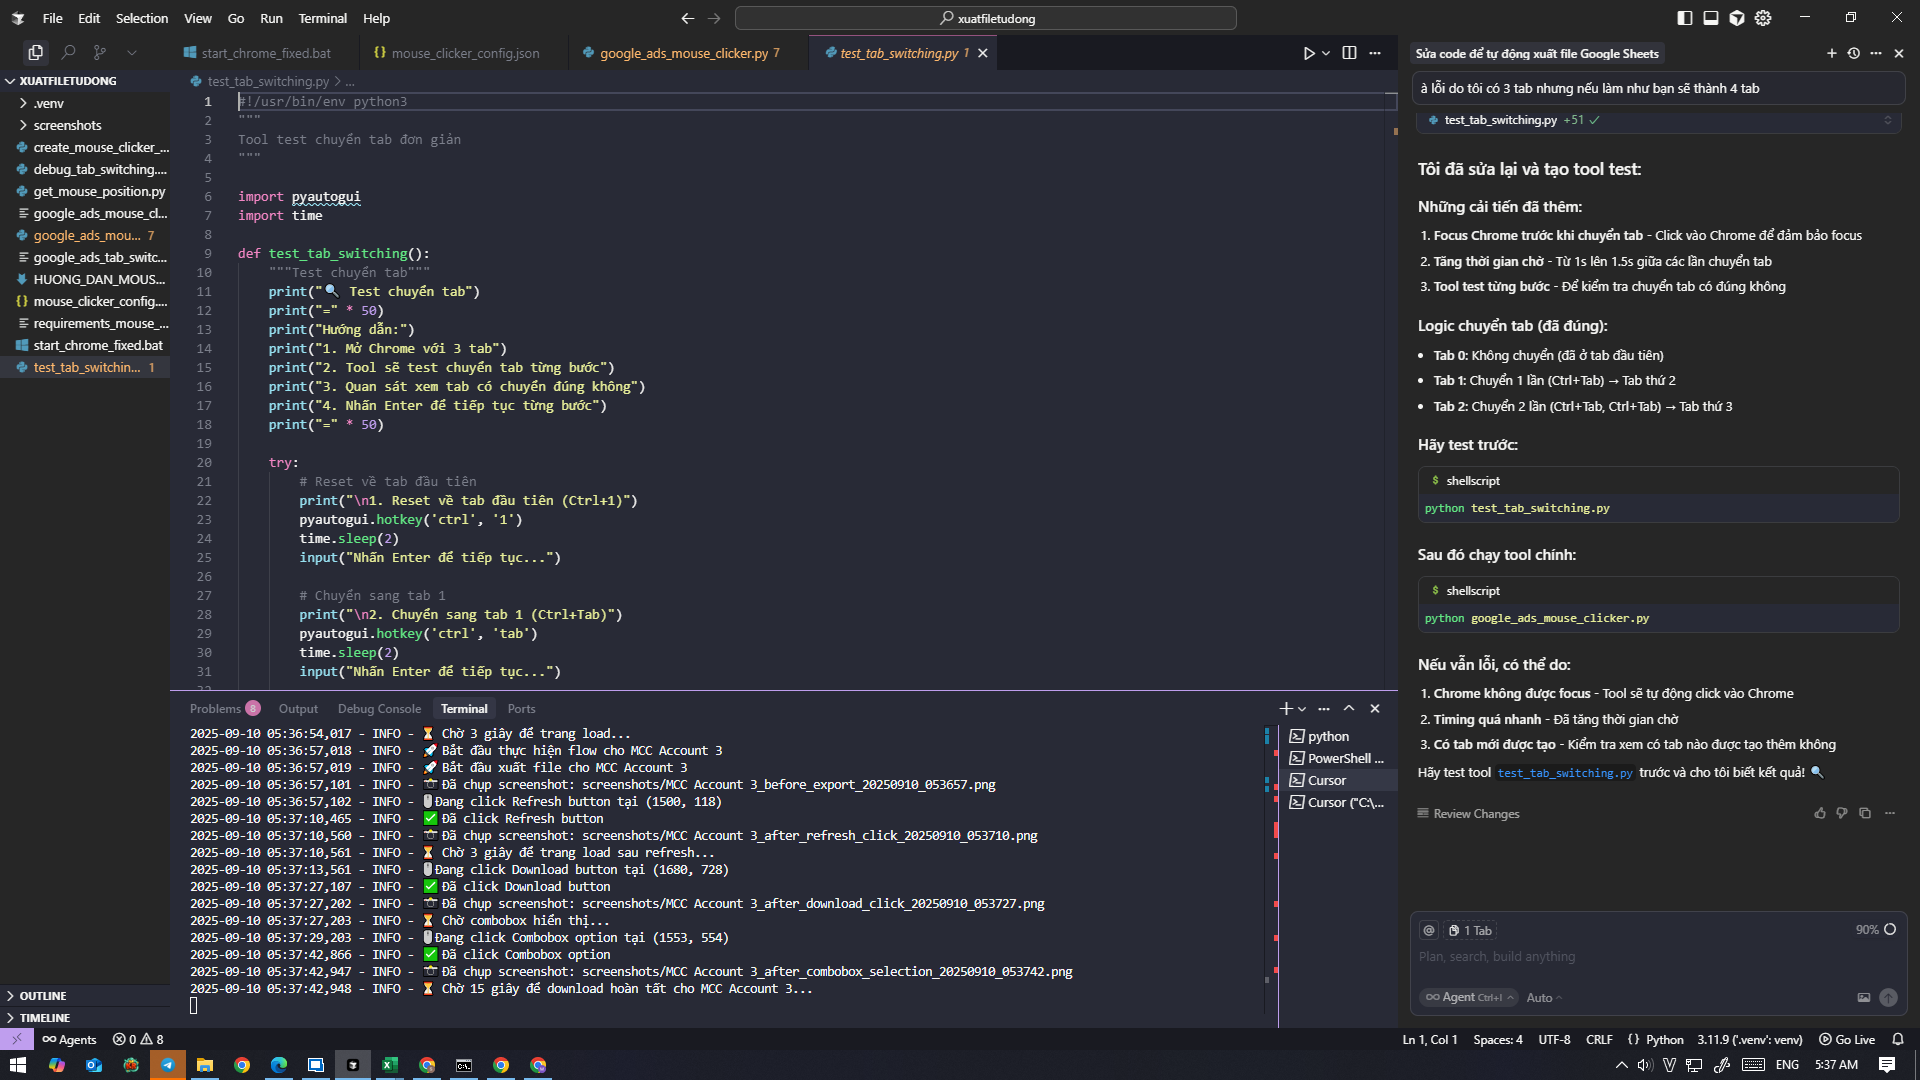 File Edit Selection View Go Run Terminal Help
xuatfiletudong
start_chrome_fixed.bat
mouse_clicker_config.json
google_ads_mouse_clicker.py 7
test_tab_switching.py 1
XUATFILETUDONG
.venv
screenshots
create_mouse_clicker_...
debug_tab_switching....
get_mouse_position.py
google_ads_mouse_cl...
google_ads_mou... 7
google_ads_tab_switc...
HUONG_DAN_MOUS...
mouse_clicker_config....
requirements_mouse_...
start_chrome_fixed.bat
test_tab_switchin... 1
OUTLINE
TIMELINE
test_tab_switching.py > ...
1 #!/usr/bin/env python3
2 """
3 Tool test chuyển tab đơn giản
4 """
5
6 import pyautogui
7 import time
8
9 def test_tab_switching():
10 """Test chuyển tab"""
11 print("🔍 Test chuyển tab")
12 print("=" * 50)
13 print("Hướng dẫn:")
14 print("1. Mở Chrome với 3 tab")
15 print("2. Tool sẽ test chuyển tab từng bước")
16 print("3. Quan sát xem tab có chuyển đúng không")
17 print("4. Nhấn Enter để tiếp tục từng bước")
18 print("=" * 50)
19
20 try:
21 # Reset về tab đầu tiên
22 print("\n1. Reset về tab đầu tiên (Ctrl+1)")
23 pyautogui.hotkey('ctrl', '1')
24 time.sleep(2)
25 input("Nhấn Enter để tiếp tục...")
26
27 # Chuyển sang tab 1
28 print("\n2. Chuyển sang tab 1 (Ctrl+Tab)")
29 pyautogui.hotkey('ctrl', 'tab')
30 time.sleep(2)
31 input("Nhấn Enter để tiếp tục...")
Problems 8 Output Debug Console Terminal Ports
2025-09-10 05:36:54,017 - INFO - ⏳ Chờ 3 giây để trang load...
2025-09-10 05:36:57,018 - INFO - 🚀 Bắt đầu thực hiện flow cho MCC Account 3
2025-09-10 05:36:57,019 - INFO - 🚀 Bắt đầu xuất file cho MCC Account 3
2025-09-10 05:36:57,101 - INFO - 📸 Đã chụp screenshot: screenshots/MCC Account 3_before_export_20250910_053657.png
2025-09-10 05:36:57,102 - INFO - 🖱️ Đang click Refresh button tại (1500, 118)
2025-09-10 05:37:10,465 - INFO - ✅ Đã click Refresh button
2025-09-10 05:37:10,560 - INFO - 📸 Đã chụp screenshot: screenshots/MCC Account 3_after_refresh_click_20250910_053710.png
2025-09-10 05:37:10,561 - INFO - ⏳ Chờ 3 giây để trang load sau refresh...
2025-09-10 05:37:13,561 - INFO - 🖱️ Đang click Download button tại (1680, 728)
2025-09-10 05:37:27,107 - INFO - ✅ Đã click Download button
2025-09-10 05:37:27,202 - INFO - 📸 Đã chụp screenshot: screenshots/MCC Account 3_after_download_click_20250910_053727.png
2025-09-10 05:37:27,203 - INFO - ⏳ Chờ combobox hiển thị...
2025-09-10 05:37:29,203 - INFO - 🖱️ Đang click Combobox option tại (1553, 554)
2025-09-10 05:37:42,866 - INFO - ✅ Đã click Combobox option
2025-09-10 05:37:42,947 - INFO - 📸 Đã chụp screenshot: screenshots/MCC Account 3_after_combobox_selection_20250910_053742.png
2025-09-10 05:37:42,948 - INFO - ⏳ Chờ 15 giây để download hoàn tất cho MCC Account 3...
python
PowerShell ...
Cursor
Cursor ("C:\...
Sửa code để tự động xuất file Google Sheets
à lỗi do tôi có 3 tab nhưng nếu làm như bạn sẽ thành 4 tab
test_tab_switching.py +51 ✓
Tôi đã sửa lại và tạo tool test:
Những cải tiến đã thêm:
1. Focus Chrome trước khi chuyển tab - Click vào Chrome để đảm bảo focus
2. Tăng thời gian chờ - Từ 1s lên 1.5s giữa các lần chuyển tab
3. Tool test từng bước - Để kiểm tra chuyển tab có đúng không
Logic chuyển tab (đã đúng):
• Tab 0: Không chuyển (đã ở tab đầu tiên)
• Tab 1: Chuyển 1 lần (Ctrl+Tab) → Tab thứ 2
• Tab 2: Chuyển 2 lần (Ctrl+Tab, Ctrl+Tab) → Tab thứ 3
Hãy test trước:
$ shellscript
python test_tab_switching.py
Sau đó chạy tool chính:
$ shellscript
python google_ads_mouse_clicker.py
Nếu vẫn lỗi, có thể do:
1. Chrome không được focus - Tool sẽ tự động click vào Chrome
2. Timing quá nhanh - Đã tăng thời gian chờ
3. Có tab mới được tạo - Kiểm tra xem có tab nào được tạo thêm không
Hãy test tool test_tab_switching.py trước và cho tôi biết kết quả! 🔍
Review Changes
@ 1 Tab 90%
Plan, search, build anything
Agent Ctrl+I Auto
Agents 0 8
Ln 1, Col 1 Spaces: 4 UTF-8 CRLF {} Python 3.11.9 ('.venv': venv) Go Live
ENG 5:37 AM